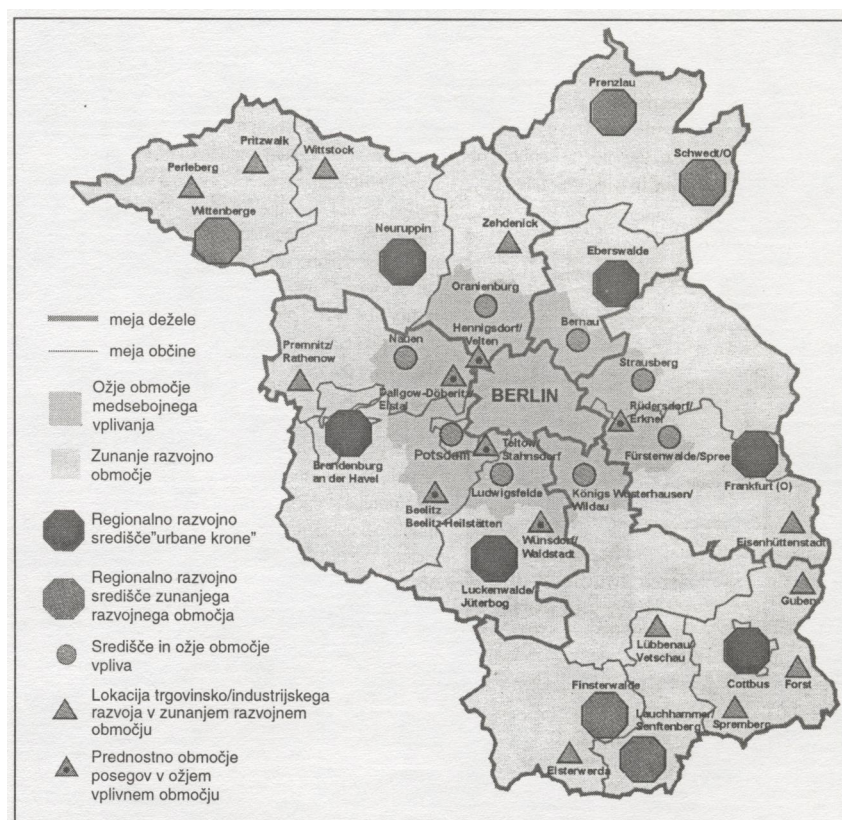 Prenzlau
Schwedt/O
Pritzwalk
Wittstock
Perleberg
Wittenberge
Neuruppin
Zehdenick
Eberswalde
Oranienburg
Hennigsdorf/
Velten
Bernau
Nauen
Premnitz/
Rathenow
Strausberg
Dallgow-Döberitz/
Elstal
BERLIN
Rüdersdorf/
Erkner
Potsdam
Teltow/
Stahnsdorf
Fürstenwalde/Spree
Brandenburg
an der Havel
Frankfurt (O)
Ludwigsfelde
Königs Wusterhausen/
Wildau
Beelitz
Beelitz-Heilstätten
Wünsdorf/
Waldstadt
Eisenhüttenstadt
Luckenwalde/
Jüterbog
Guben
Lübbenau/
Vetschau
Cottbus
Forst
Finsterwalde
Lauchhammer/
Senftenberg
Spremberg
Elsterwerda
meja dežele
meja občine
Ožje območje
medsebojnega
vplivanja
Zunanje razvojno
območje
Regionalno razvojno
središče"urbane krone"
Regionalno razvojno
središče zunanjega
razvojnega območja
Središče in ožje območje
vpliva
Lokacija trgovinsko/industrijskega
razvoja v zunanjem razvojnem
območju
Prednostno območje
posegov v ožjem
vplivnem območju